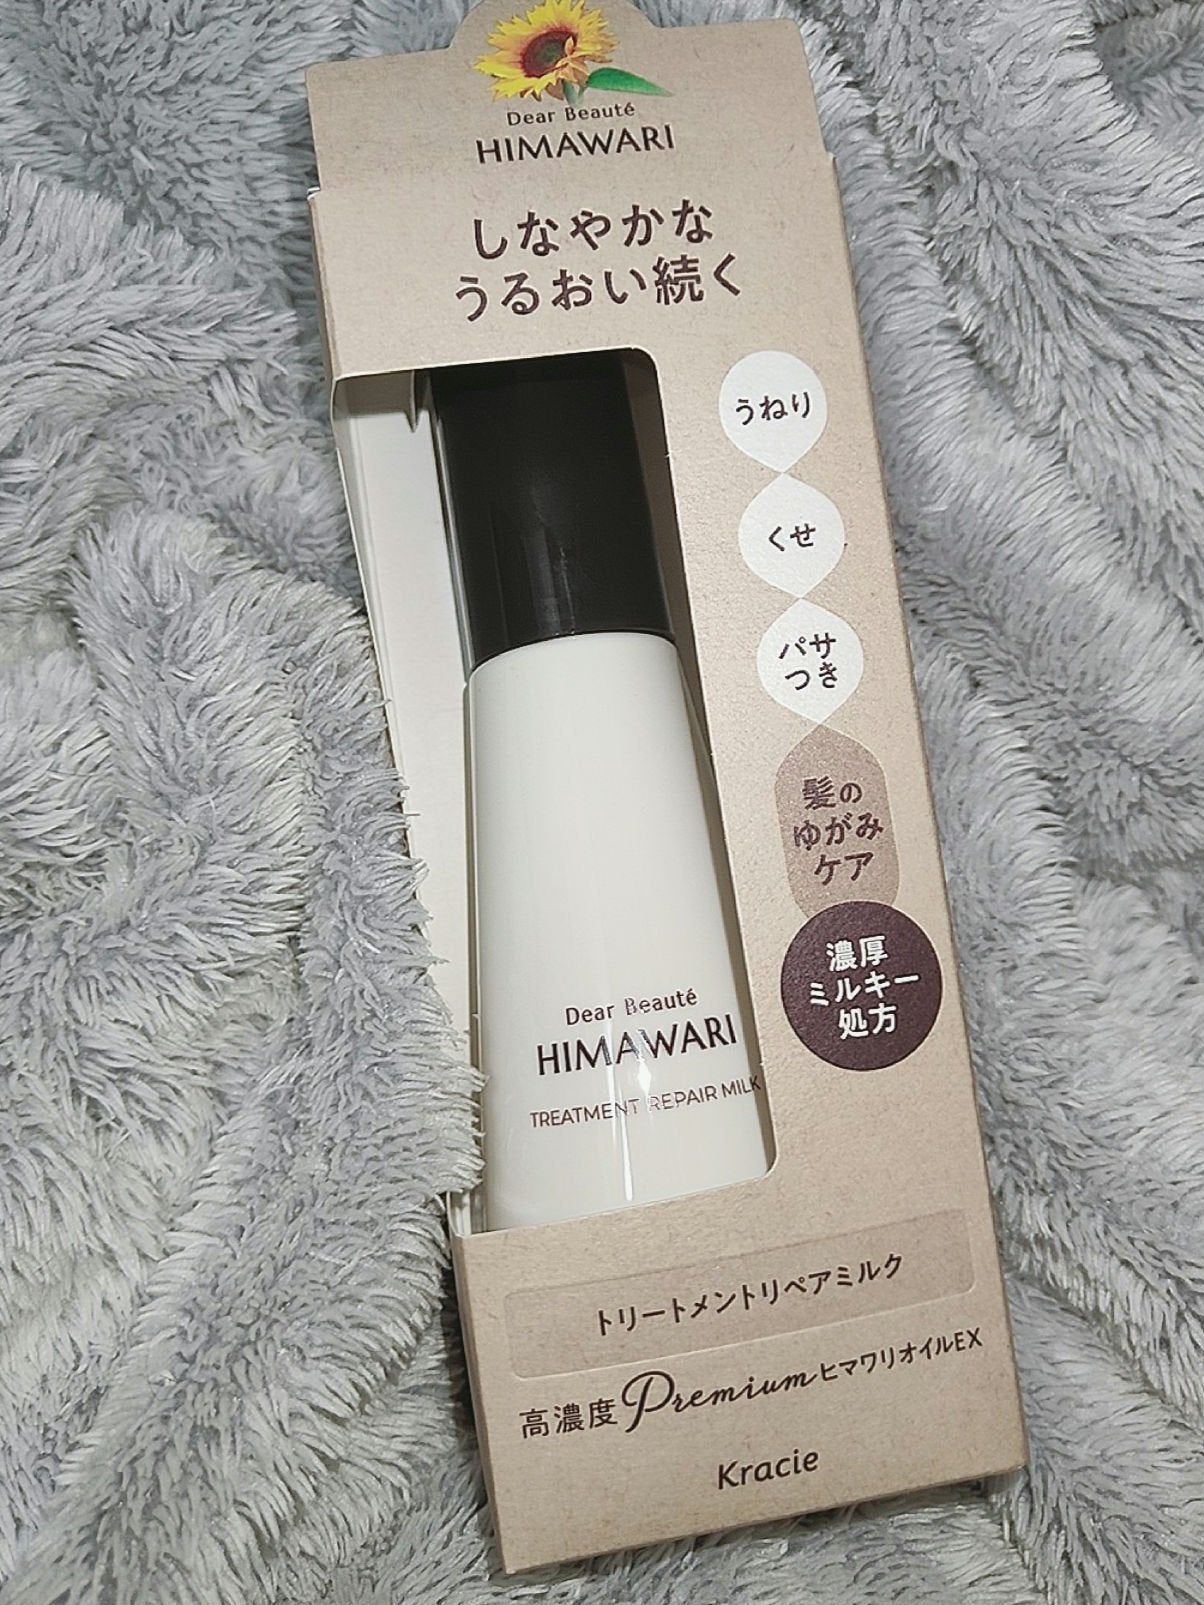 Dear Beauté
HIMAWARI
しなやかな
うるおい続く
うねり
くせ
パサ
つき
髪の
ゆがみ
ケア
濃厚
ミルキー
処方
Dear Beauté
HIMAWARI
TREATMENT REPAIR MILK
トリートメントリペアミルク
高濃度PremiumヒマワリオイルEX
Kracie